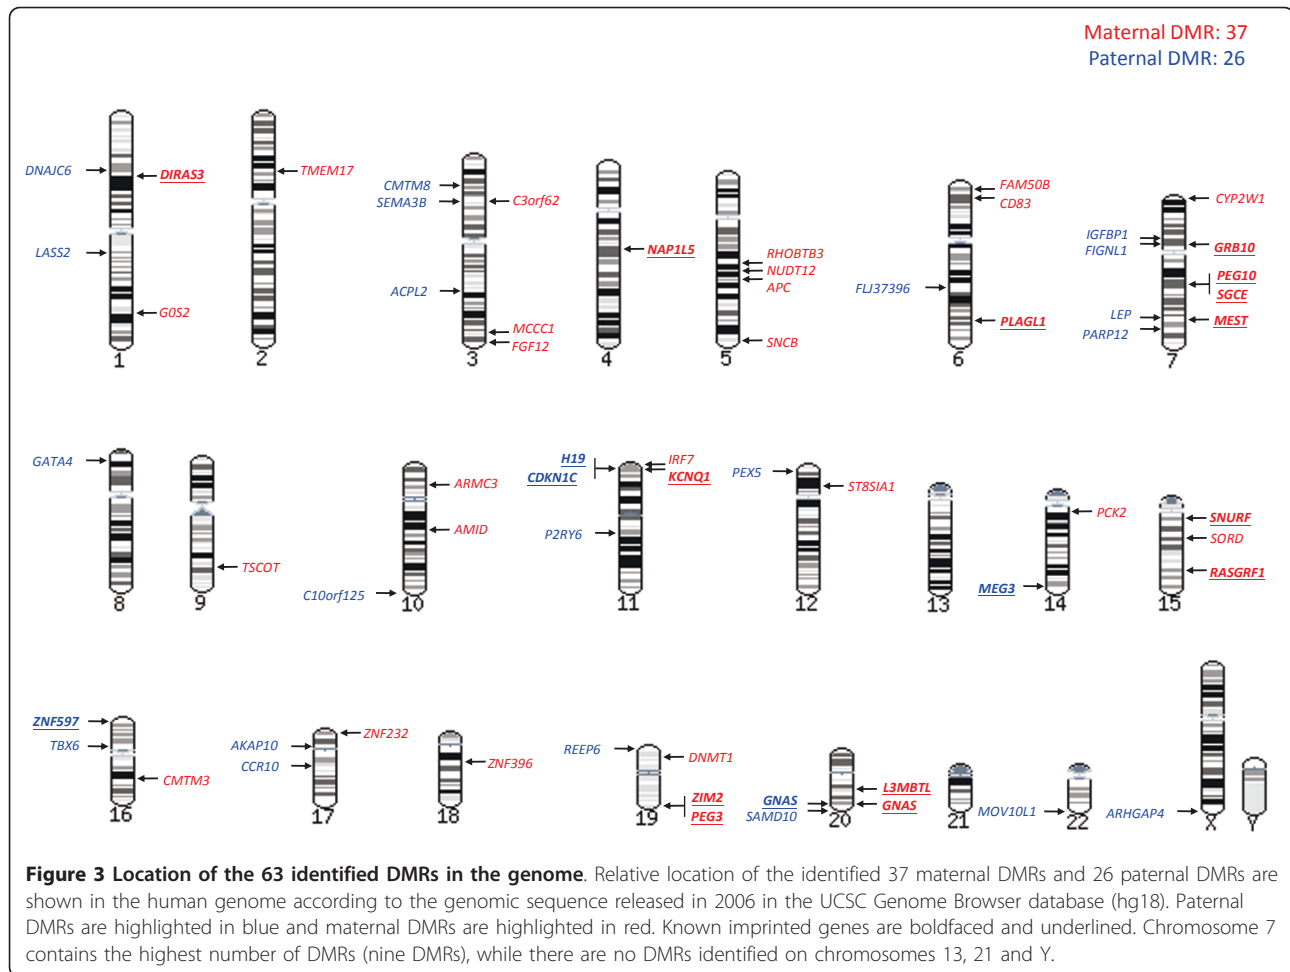 Maternal DMR: 37
Paternal DMR: 26
DNAJC6
DIRAS3
LASS2
G0S2
1
TMEM17
2
CMTM8
SEMA3B
C3orf62
ACPL2
MCCC1
FGF12
3
NAP1L5
4
RHOBTB3
NUDT12
APC
SNCB
5
FAM50B
CD83
FLJ37396
PLAGL1
6
CYP2W1
IGFBP1
FIGNL1
GRB10
PEG10
SGCE
LEP
MEST
PARP12
7
GATA4
8
TSCOT
9
ARMC3
AMID
C10orf125
10
H19
CDKN1C
IRF7
KCNQ1
P2RY6
11
PEX5
ST8SIA1
12
13
PCK2
MEG3
14
SNURF
SORD
RASGRF1
15
ZNF597
TBX6
CMTM3
16
ZNF232
AKAP10
CCR10
17
ZNF396
18
REEP6
DNMT1
ZIM2
PEG3
19
L3MBTL
GNAS
GNAS
SAMD10
20
21
MOV10L1
22
ARHGAP4
X
Y
Figure 3 Location of the 63 identified DMRs in the genome. Relative location of the identified 37 maternal DMRs and 26 paternal DMRs are
shown in the human genome according to the genomic sequence released in 2006 in the UCSC Genome Browser database (hg18). Paternal
DMRs are highlighted in blue and maternal DMRs are highlighted in red. Known imprinted genes are boldfaced and underlined. Chromosome 7
contains the highest number of DMRs (nine DMRs), while there are no DMRs identified on chromosomes 13, 21 and Y.